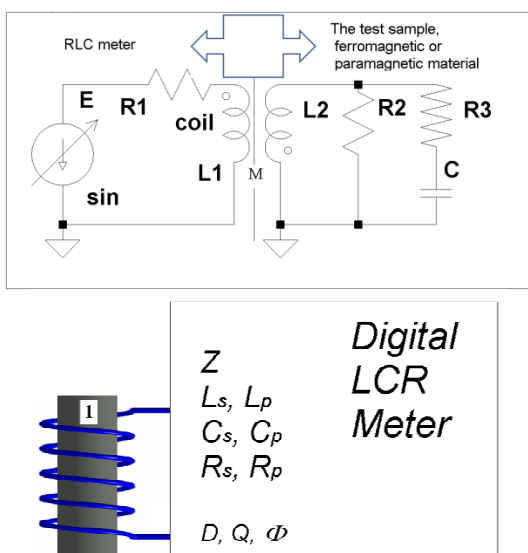 RLC meter
The test sample,
ferromagnetic or
paramagnetic material
E
R1
coil
L1
M
L2
R2
R3
C
sin
1
Z
Ls, Lp
Cs, Cp
Rs, Rp
D, Q, Φ
Digital
LCR
Meter